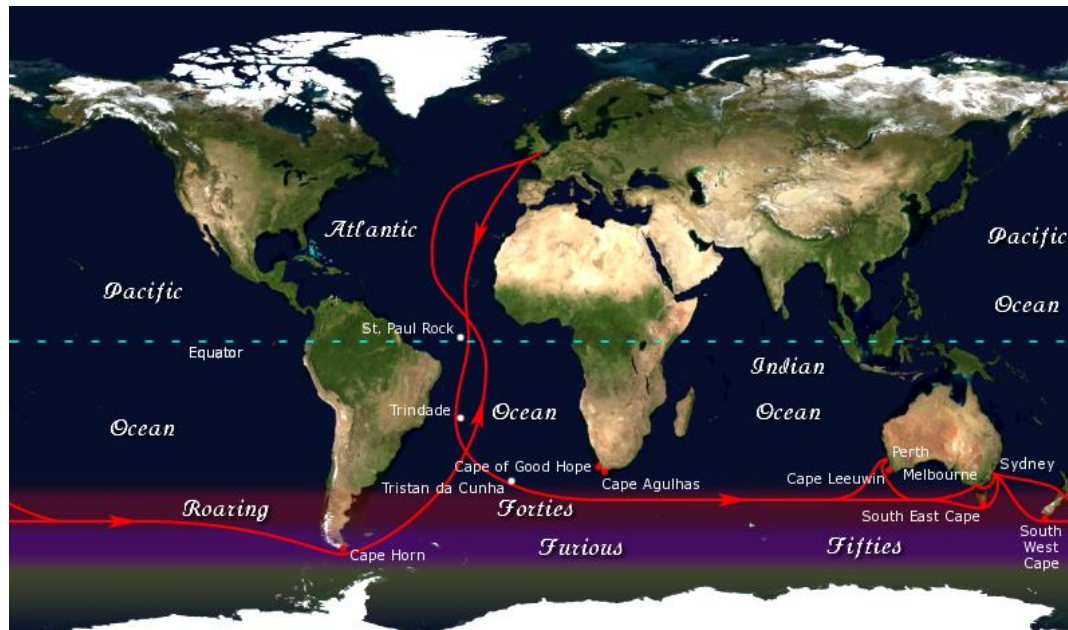 Atlantic
Pacific
Pacific
Ocean
St. Paul Rock
Equator
Indian
Trindade
Ocean
Ocean
Ocean
Perth
Cape of Good Hope
Sydney
Cape Leeuwin
Melbourne
Cape Agulhas
Tristan da Cunha
Roaring
Forties
South East Cape
South
West
Cape
Furious
Fifties
Cape Horn